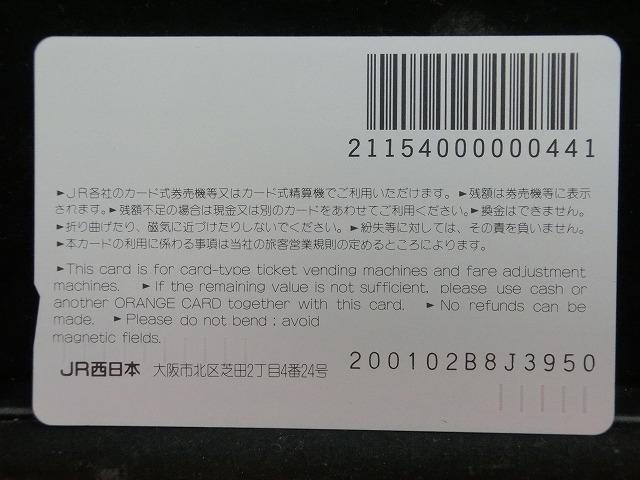 21154000000441
►JR各社のカード式券売機等又はカード式精算機でご利用いただけます。►残額は券売機等に表示
されます。►残額不足の場合は現金又は別のカードをあわせてご利用ください。►換金はできません。
►折り曲げたり、磁気に近づけたりしないでください。►紛失等に対しては、その責を負いません。
►本カードの利用に係わる事項は当社の旅客営業規則の定めるところによります。
►This card is for card-type ticket vending machines and fare adjustment
machines. ►If the remaining value is not sufficient, please use cash or
another ORANGE CARD together with this card. ►No refunds can be
made. ►Please do not bend ; avoid
magnetic fields.
JR西日本 大阪市北区芝田2丁目4番24号 200102B8J3950